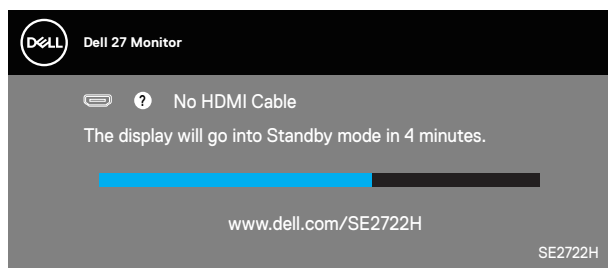 DELL
Dell 27 Monitor
? No HDMI Cable
The display will go into Standby mode in 4 minutes.
www.dell.com/SE2722H
SE2722H